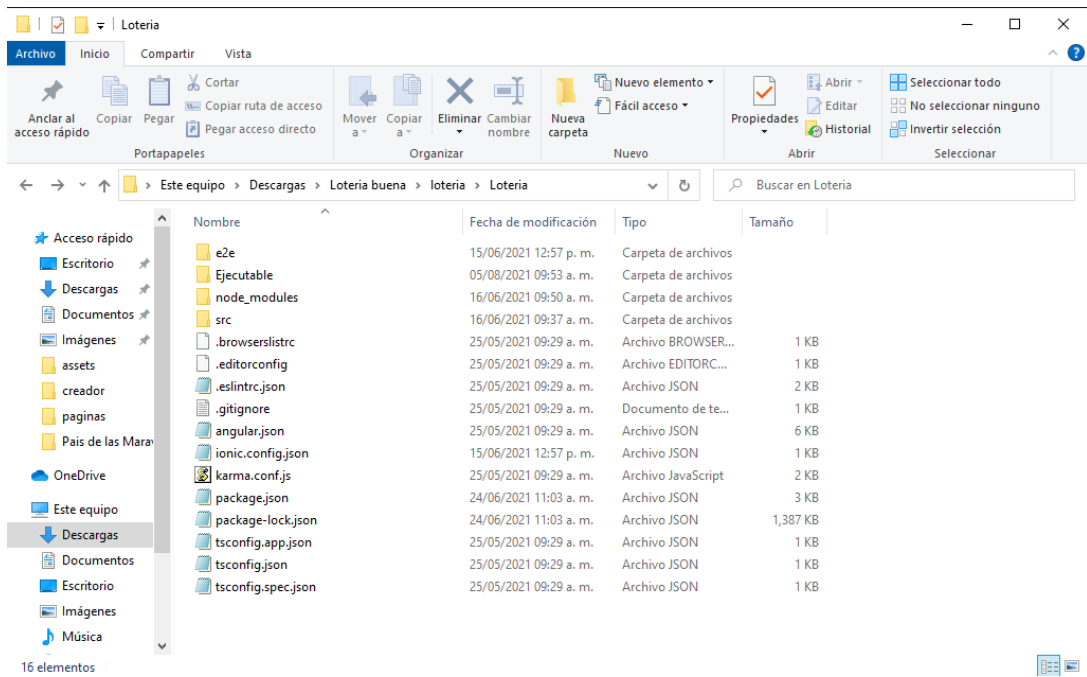 Loteria
Archivo Inicio Compartir Vista
Anclar al acceso rápido
Copiar
Pegar
Cortar
Copiar ruta de acceso
Pegar acceso directo
Portapapeles
Mover a
Copiar a
Eliminar
Cambiar nombre
Organizar
Nueva carpeta
Nuevo elemento
Fácil acceso
Nuevo
Propiedades
Abrir
Editar
Historial
Abrir
Seleccionar todo
No seleccionar ninguno
Invertir selección
Seleccionar
Este equipo > Descargas > Loteria buena > loteria > Loteria
Buscar en Loteria
Acceso rápido
Escritorio
Descargas
Documentos
Imágenes
assets
creador
paginas
Pais de las Mara
OneDrive
Este equipo
Descargas
Documentos
Escritorio
Imágenes
Música
Nombre Fecha de modificación Tipo Tamaño
e2e 15/06/2021 12:57 p. m. Carpeta de archivos
Ejecutable 05/08/2021 09:53 a. m. Carpeta de archivos
node_modules 16/06/2021 09:50 a. m. Carpeta de archivos
src 16/06/2021 09:37 a. m. Carpeta de archivos
.browserslistrc 25/05/2021 09:29 a. m. Archivo BROWSER... 1 KB
.editorconfig 25/05/2021 09:29 a. m. Archivo EDITORC... 1 KB
.eslintrc.json 25/05/2021 09:29 a. m. Archivo JSON 2 KB
.gitignore 25/05/2021 09:29 a. m. Documento de te... 1 KB
angular.json 25/05/2021 09:29 a. m. Archivo JSON 6 KB
ionic.config.json 15/06/2021 12:57 p. m. Archivo JSON 1 KB
karma.conf.js 25/05/2021 09:29 a. m. Archivo JavaScript 2 KB
package.json 24/06/2021 11:03 a. m. Archivo JSON 3 KB
package-lock.json 24/06/2021 11:03 a. m. Archivo JSON 1,387 KB
tsconfig.app.json 25/05/2021 09:29 a. m. Archivo JSON 1 KB
tsconfig.json 25/05/2021 09:29 a. m. Archivo JSON 1 KB
tsconfig.spec.json 25/05/2021 09:29 a. m. Archivo JSON 1 KB
16 elementos